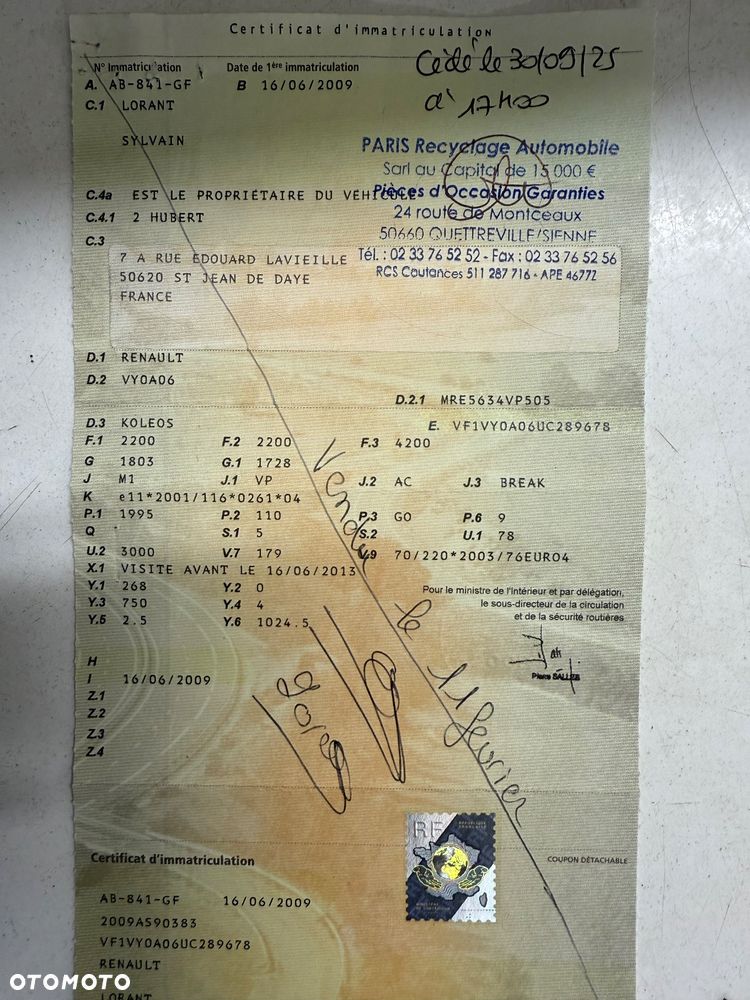 Certificat d'immatriculation
N° Immatriculation Date de 1ère immatriculation
Cédé le 30/09/25
A. AB-841-GF B 16/06/2009
à 17H00
C.1 LORANT
SYLVAIN
PARIS Recyclage Automobile
Sarl au Capital de 15 000 €
C.4a EST LE PROPRIÉTAIRE DU VÉHICULE
Pièces d'Occasion Garanties
C.4.1 2 HUBERT
24 route de Montceaux
C.3
50660 QUETTREVILLE/SIENNE
7 A RUE EDOUARD LAVIEILLE
Tél. : 02 33 76 52 52 - Fax : 02 33 76 52 56
50620 ST JEAN DE DAYE
RCS Coutances 511 287 716 - APE 4677Z
FRANCE
D.1 RENAULT
D.2 VY0A06
D.2.1 MRE5634VP505
D.3 KOLEOS E. VF1VY0A06UC289678
F.1 2200 F.2 2200 F.3 4200
G 1803 G.1 1728
J M1 J.1 VP J.2 AC J.3 BREAK
K e11*2001/116*0261*04
P.1 1995 P.2 110 P.3 GO P.6 9
Q S.1 5 S.2 U.1 78
U.2 3000 V.7 179 V.9 70/220*2003/76EURO4
X.1 VISITE AVANT LE 16/06/2013
Y.1 268 Y.2 0
Y.3 750 Y.4 4
Y.5 2.5 Y.6 1024.5
Pour le ministre de l'Intérieur et par délégation,
le sous-directeur de la circulation
et de la sécurité routières
Vendu le 11 février
H
I 16/06/2009
Z.1
Z.2
Z.3
Z.4
RF
Certificat d'immatriculation
COUPON DÉTACHABLE
AB-841-GF 16/06/2009
2009AS90383
VF1VY0A06UC289678
RENAULT
LORANT
OTOMOTO